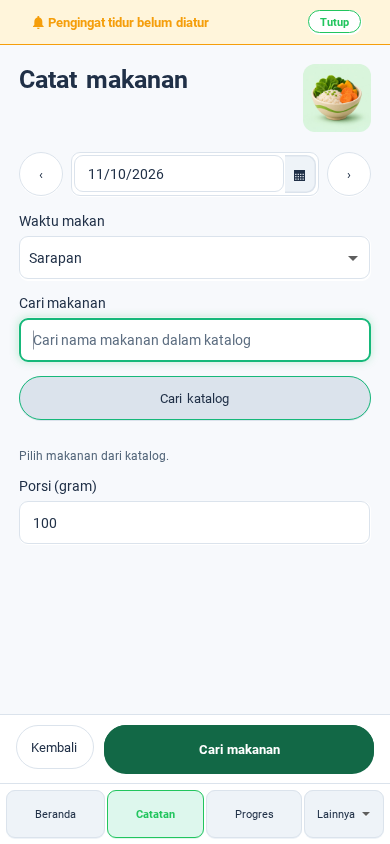 Pengingat tidur belum diatur
Tutup
Catat makanan
‹
11/10/2026
›
Waktu makan
Sarapan
Cari makanan
Cari nama makanan dalam katalog
Cari katalog
Pilih makanan dari katalog.
Porsi (gram)
100
Kembali
Cari makanan
Beranda
Catatan
Progres
Lainnya